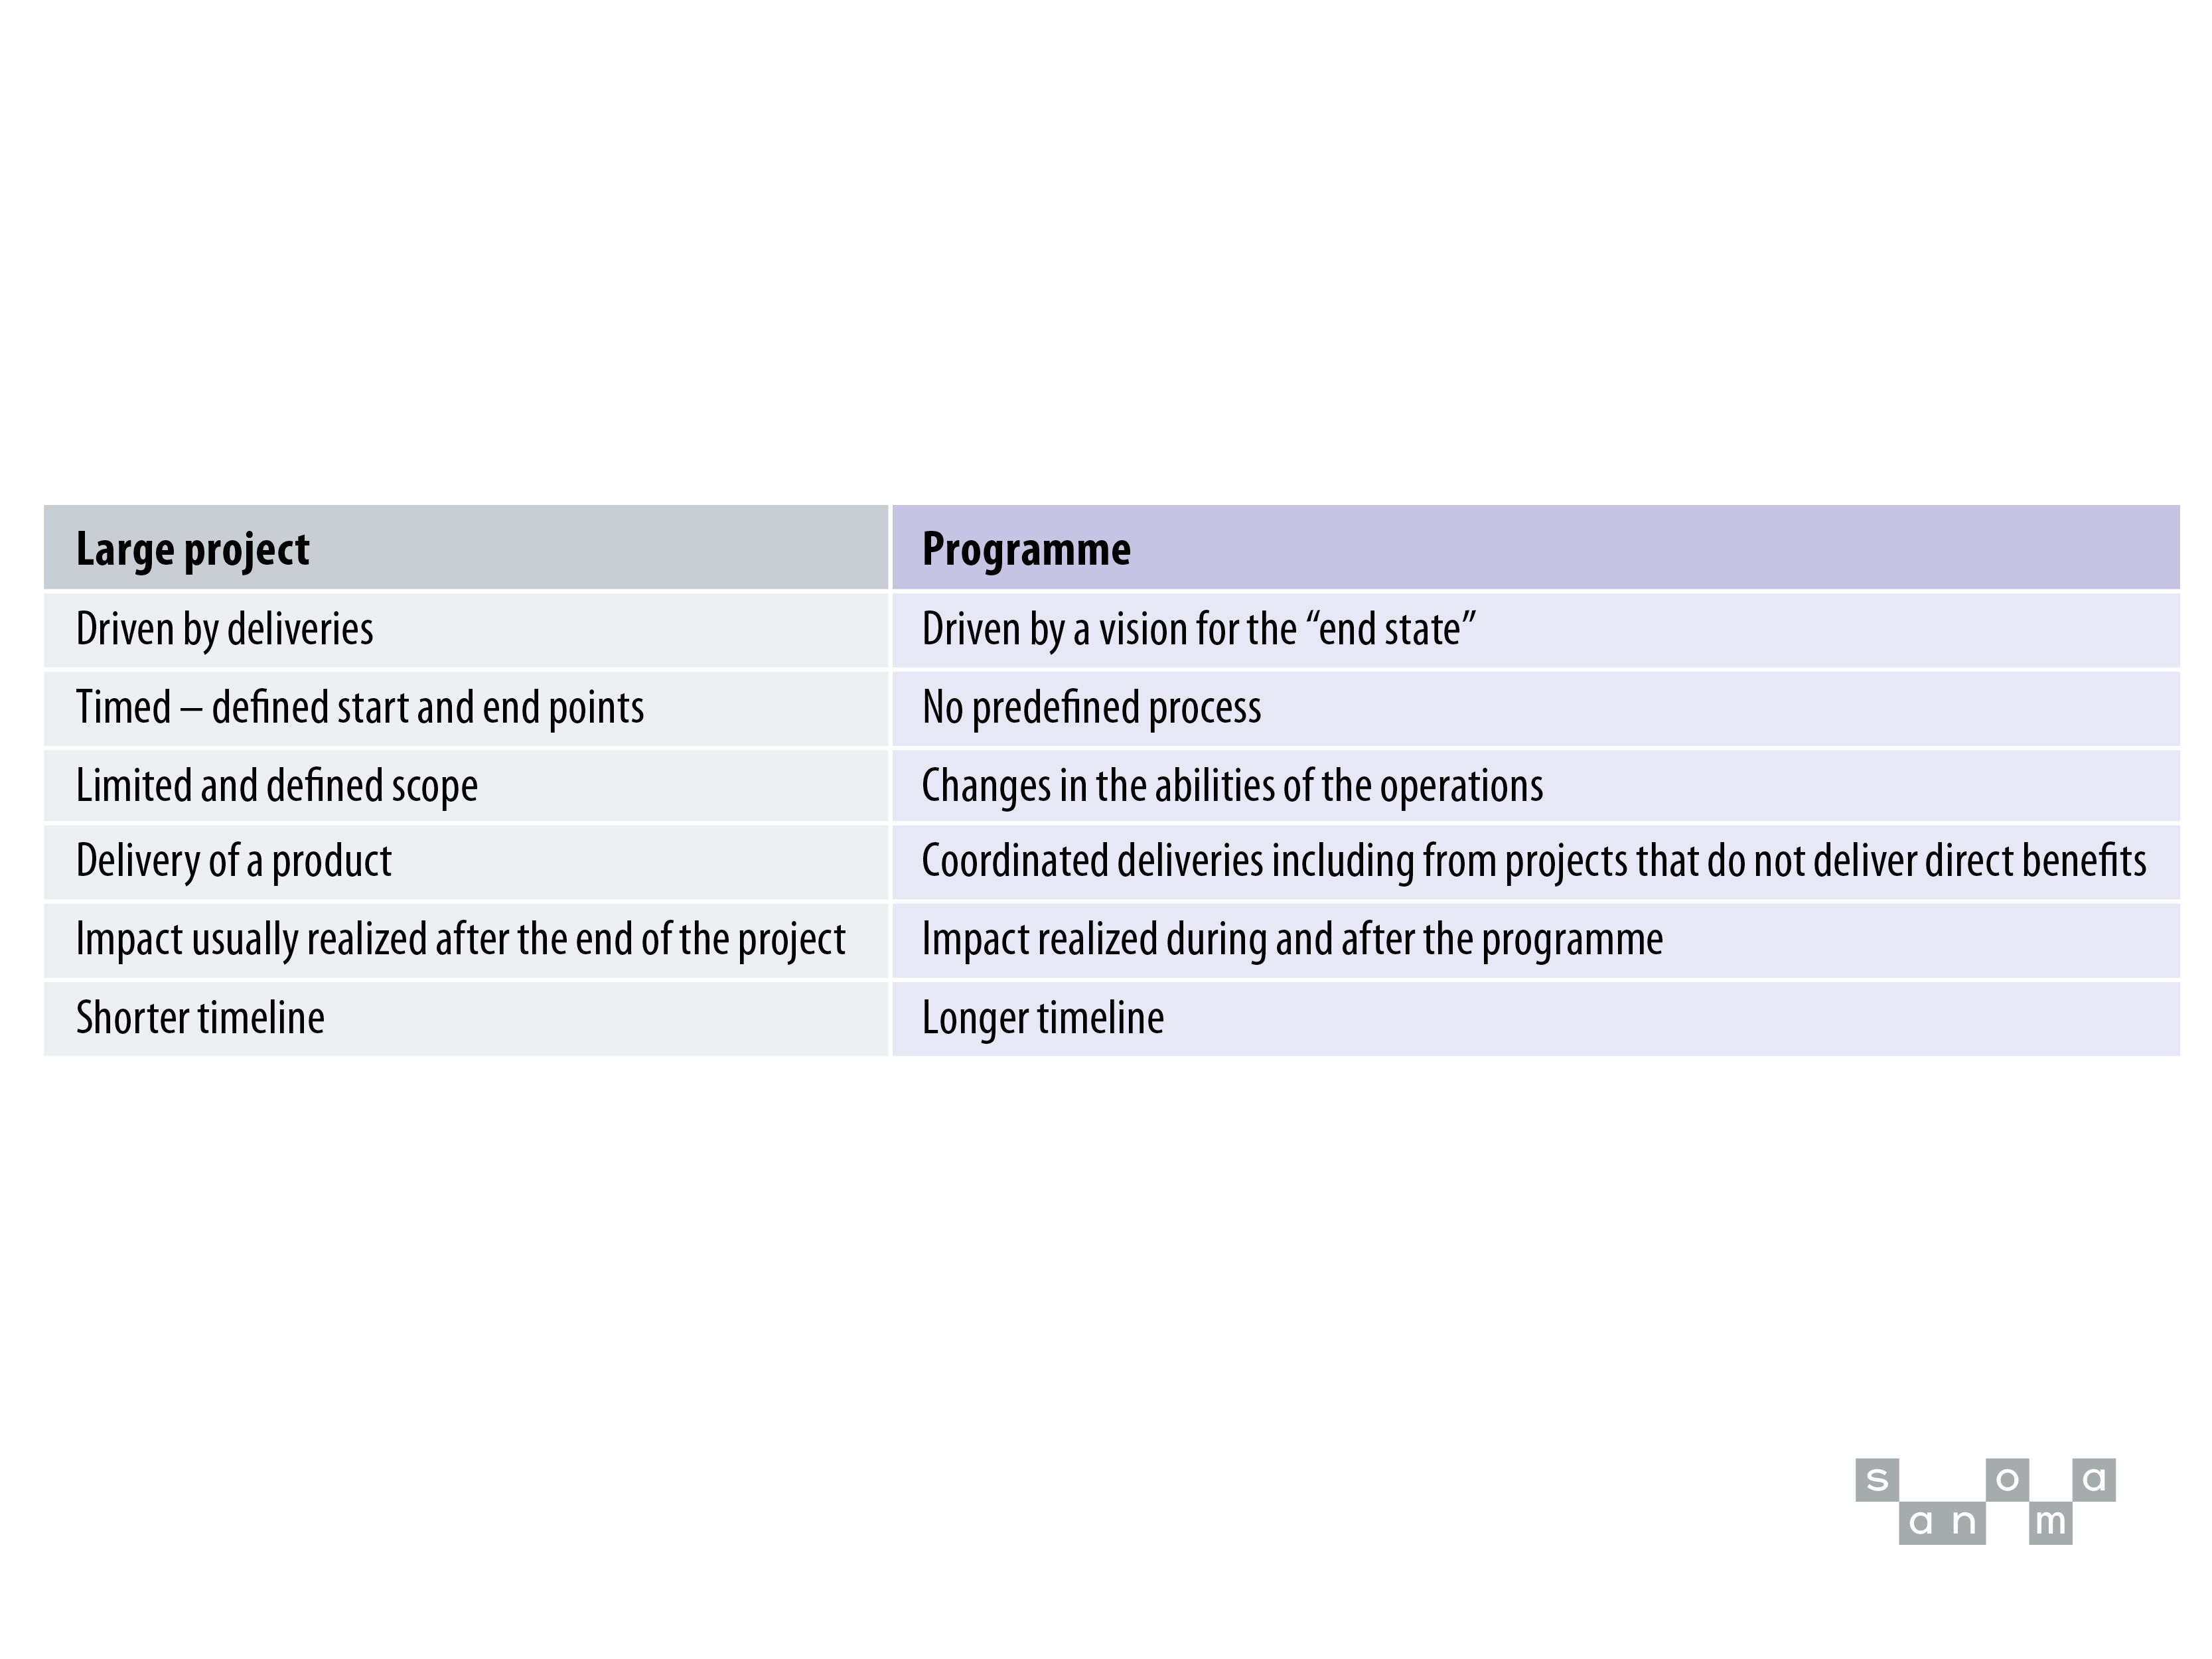 Large project Programme
Driven by deliveries Driven by a vision for the “end state”
Timed – defined start and end points No predefined process
Limited and defined scope Changes in the abilities of the operations
Delivery of a product Coordinated deliveries including from projects that do not deliver direct benefits
Impact usually realized after the end of the project Impact realized during and after the programme
Shorter timeline Longer timeline
sanoma